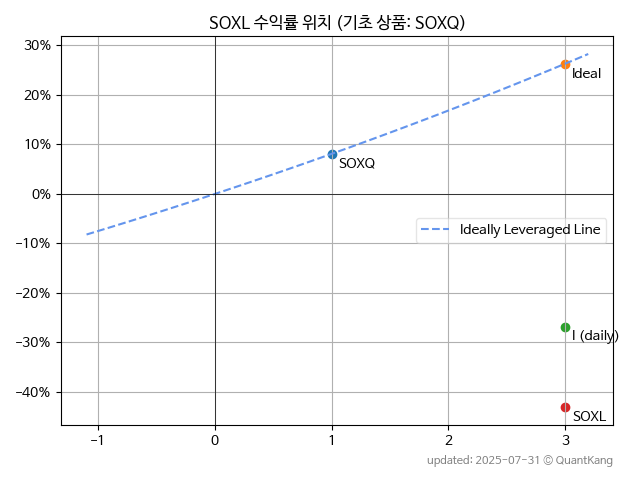 SOXL 수익률 위치 (기초 상품: SOXQ)
30%
Ideal
20%
10%
SOXQ
0%
Ideally Leveraged Line
−10%
−20%
−30%
I (daily)
−40%
SOXL
−1 0 1 2 3
updated: 2025-07-31 © QuantKang